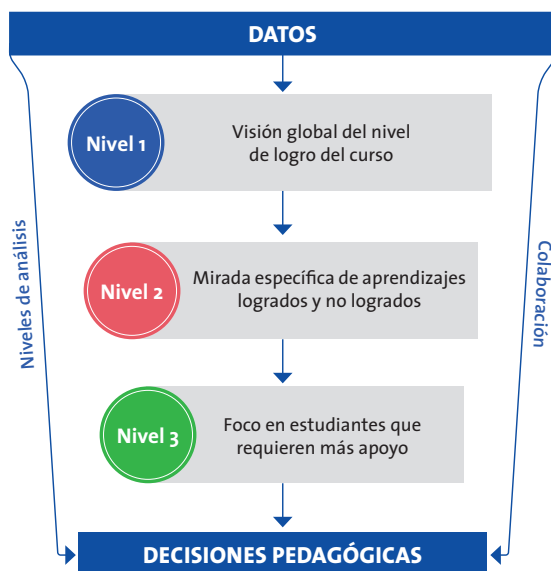 DATOS
Nivel 1
Visión global del nivel
de logro del curso
Nivel 2
Mirada específica de aprendizajes
logrados y no logrados
Nivel 3
Foco en estudiantes que
requieren más apoyo
Niveles de análisis
Colaboración
DECISIONES PEDAGÓGICAS